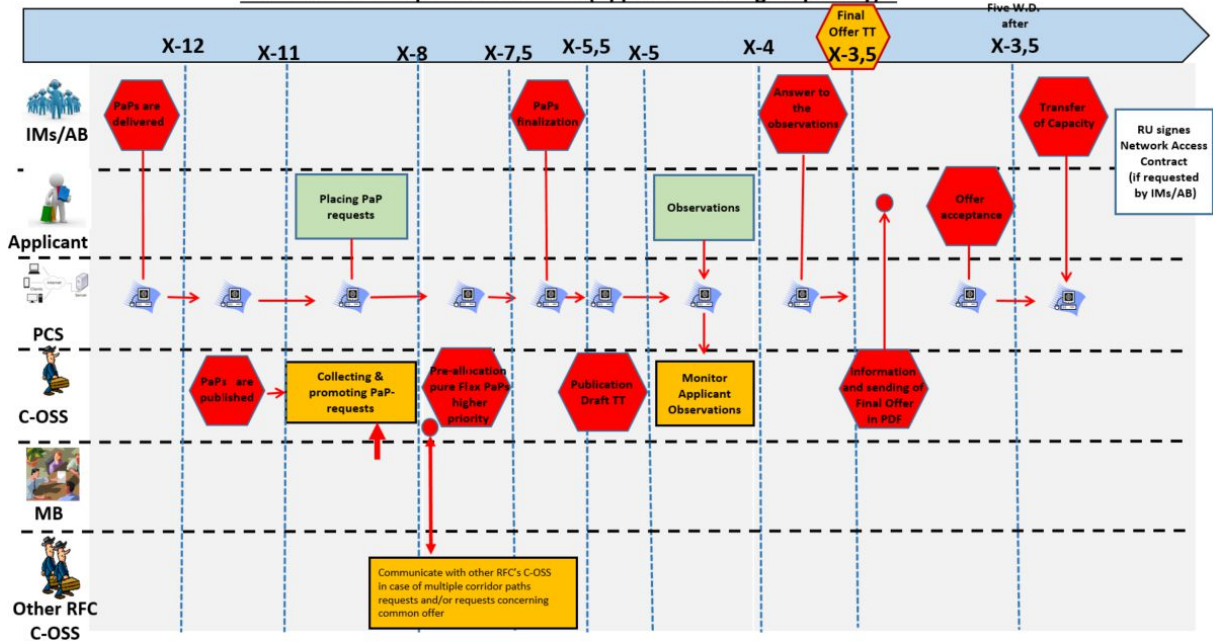 Five W.D.
after
Final
Offer TT
X-3,5
X-12
X-11
X-8
X-7,5
X-5,5
X-5
X-4
X-3,5
IMs/AB
PaPs are
delivered
PaPs
finalization
Answer to
the
observations
Transfer
of Capacity
RU signes
Network Access
Contract
(if requested
by IMs/AB)
Applicant
Placing PaP
requests
Observations
Offer
acceptance
Internet
Server
PCS
C-OSS
PaPs are
published
Collecting &
promoting PaP-
requests
Pre-allocation
pure Flex PaPs
higher
priority
Publication
Draft TT
Monitor
Applicant
Observations
Information
and sending of
Final Offer
in PDF
MB
Other RFC
C-OSS
Communicate with other RFC's C-OSS
in case of multiple corridor paths
requests and/or requests concerning
common offer